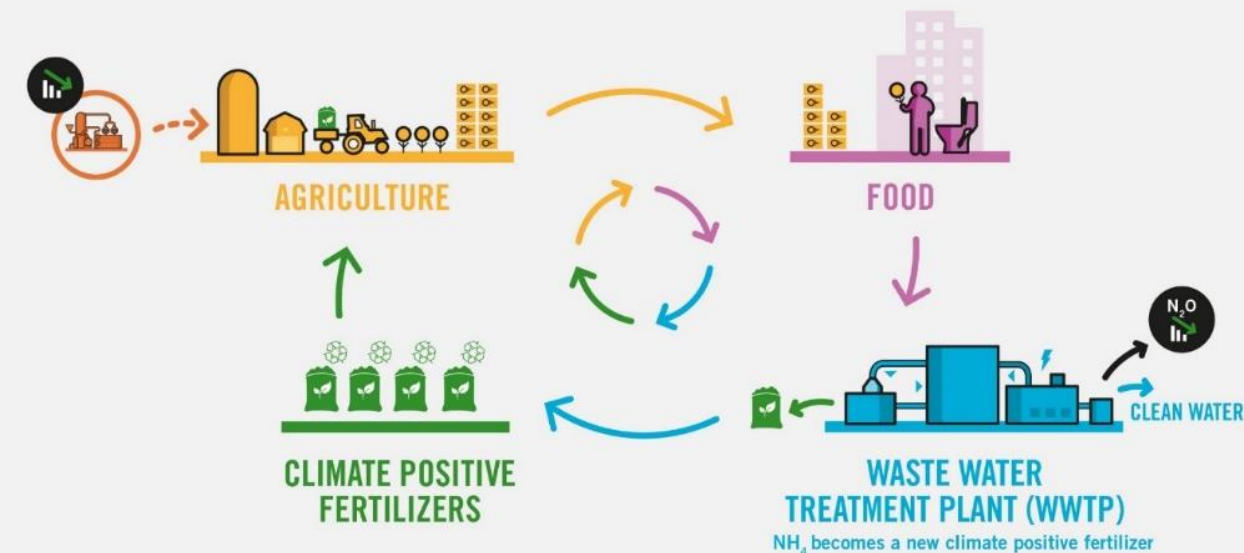 AGRICULTURE
FOOD
N₂O
CLEAN WATER
CLIMATE POSITIVE
FERTILIZERS
WASTE WATER
TREATMENT PLANT (WWTP)
NH₄ becomes a new climate positive fertilizer